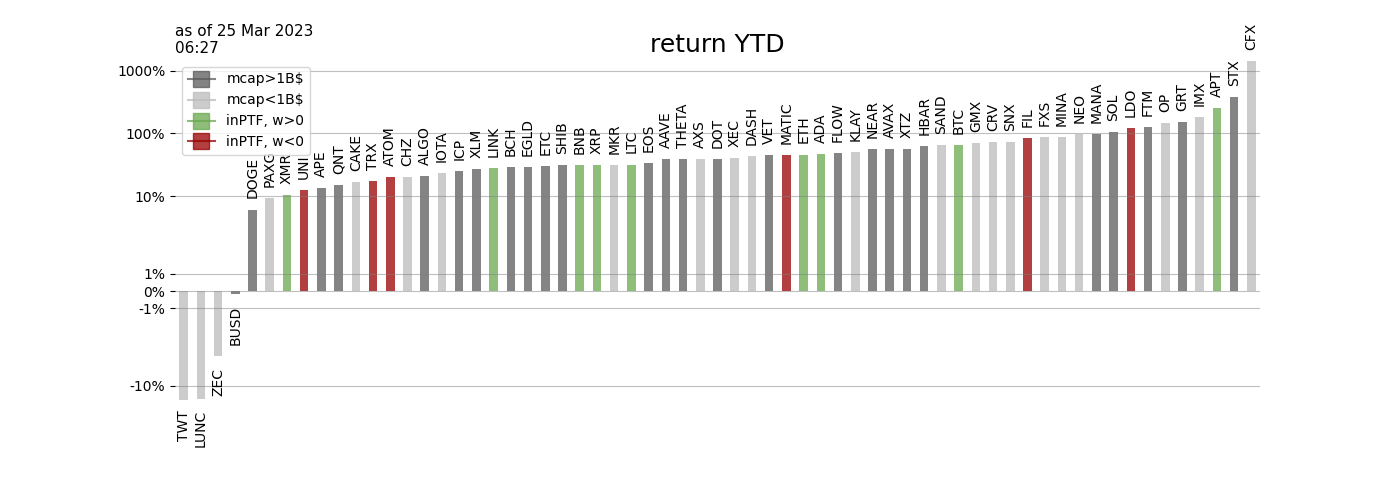 as of 25 Mar 2023
06:27
return YTD
mcap>1B$
mcap<1B$
inPTF, w>0
inPTF, w<0
1000%
100%
10%
1%
0%
-1%
-10%
TWT
LUNC
ZEC
BUSD
DOGE
PAXG
XMR
UNI
APE
QNT
CAKE
TRX
ATOM
CHZ
ALGO
IOTA
ICP
XLM
LINK
BCH
EGLD
ETC
SHIB
BNB
XRP
MKR
LTC
EOS
AAVE
THETA
AXS
DOT
XEC
DASH
VET
MATIC
ETH
ADA
FLOW
KLAY
NEAR
AVAX
XTZ
HBAR
SAND
BTC
GMX
CRV
SNX
FIL
FXS
MINA
NEO
MANA
SOL
LDO
FTM
OP
GRT
IMX
APT
STX
CFX